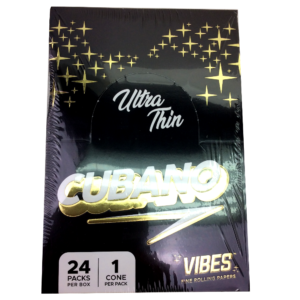 Ultra
Thin
CUBANO
24
PACKS
PER BOX
1
CONE
PER PACK
VIBES
FINE ROLLING PAPERS